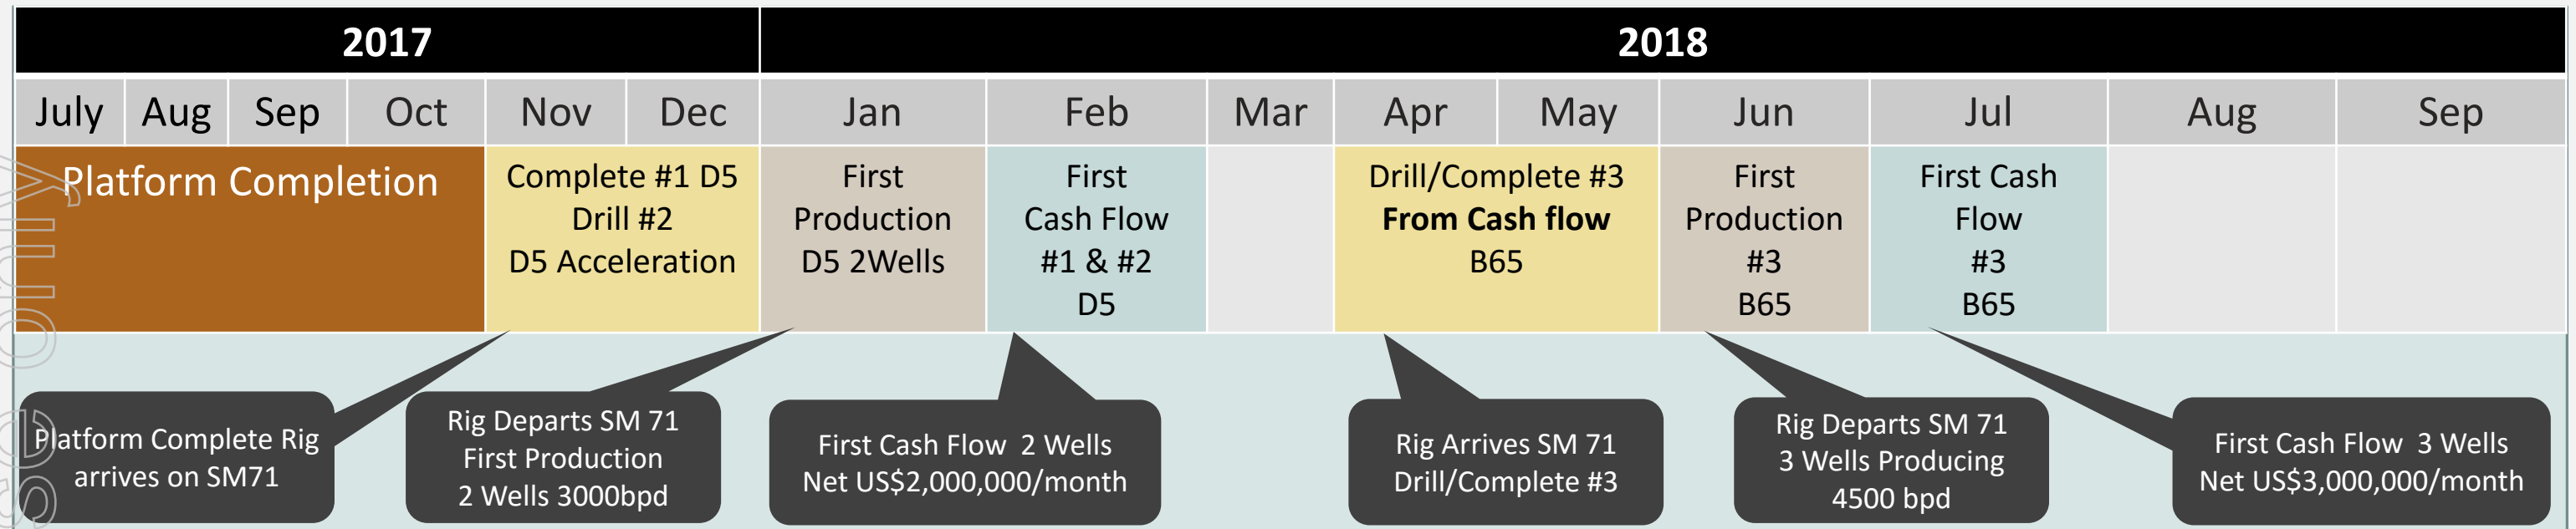 2017
2018
July Aug Sep Oct Nov Dec Jan Feb Mar Apr May Jun Jul Aug Sep
Platform Completion
Complete #1 D5
Drill #2
D5 Acceleration
First
Production
D5 2Wells
First
Cash Flow
#1 & #2
D5
Drill/Complete #3
From Cash flow
B65
First
Production
#3
B65
First Cash
Flow
#3
B65
Platform Complete Rig
arrives on SM71
Rig Departs SM 71
First Production
2 Wells 3000bpd
First Cash Flow 2 Wells
Net US$2,000,000/month
Rig Arrives SM 71
Drill/Complete #3
Rig Departs SM 71
3 Wells Producing
4500 bpd
First Cash Flow 3 Wells
Net US$3,000,000/month